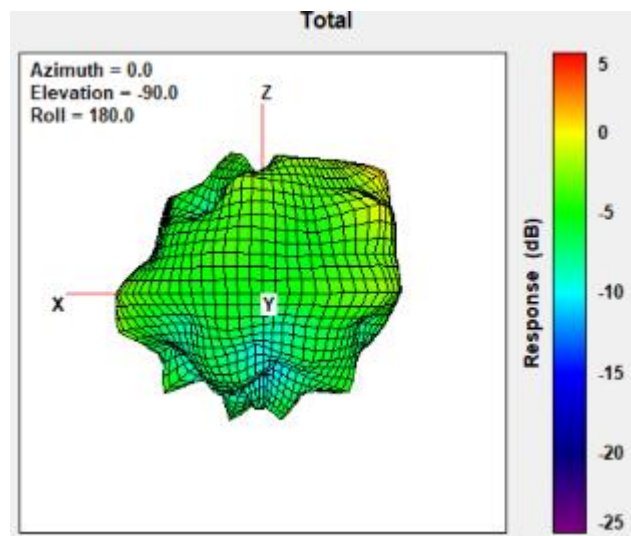 Total
Azimuth = 0.0
Elevation = -90.0
Roll = 180.0
Z
X
Y
5
0
-5
-10
-15
-20
-25
Response (dB)